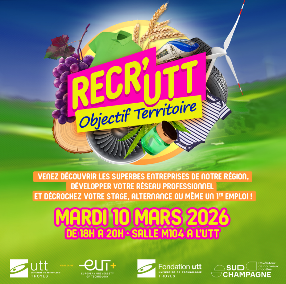 RECR'UTT
Objectif Territoire
VENEZ DÉCOUVRIR LES SUPERBES ENTREPRISES DE NOTRE RÉGION,
DÉVELOPPER VOTRE RÉSEAU PROFESSIONNEL
ET DÉCROCHEZ VOTRE STAGE, ALTERNANCE OU MÊME UN 1ER EMPLOI !
MARDI 10 MARS 2026
DE 18H À 20H - SALLE M104 À L'UTT
utt
EUT+
Fondation utt
SUD CHAMPAGNE